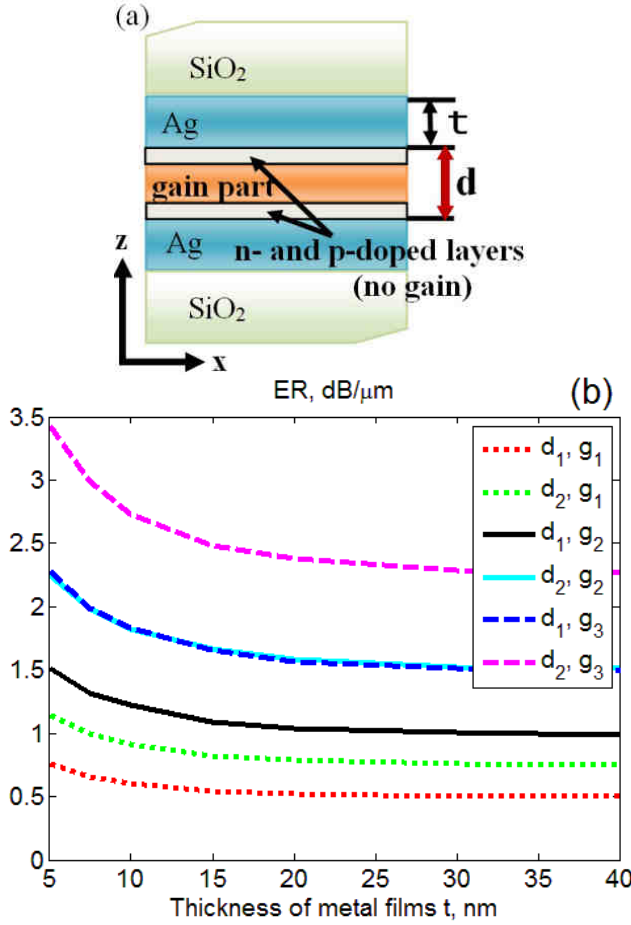 (a)
SiO₂
Ag
t
gain part
d
z
Ag
n- and p-doped layers
(no gain)
SiO₂
x
ER, dB/μm
(b)
3.5
3
2.5
2
1.5
1
0.5
0
d₁, g₁
d₂, g₁
d₁, g₂
d₂, g₂
d₁, g₃
d₂, g₃
5 10 15 20 25 30 35 40
Thickness of metal films t, nm